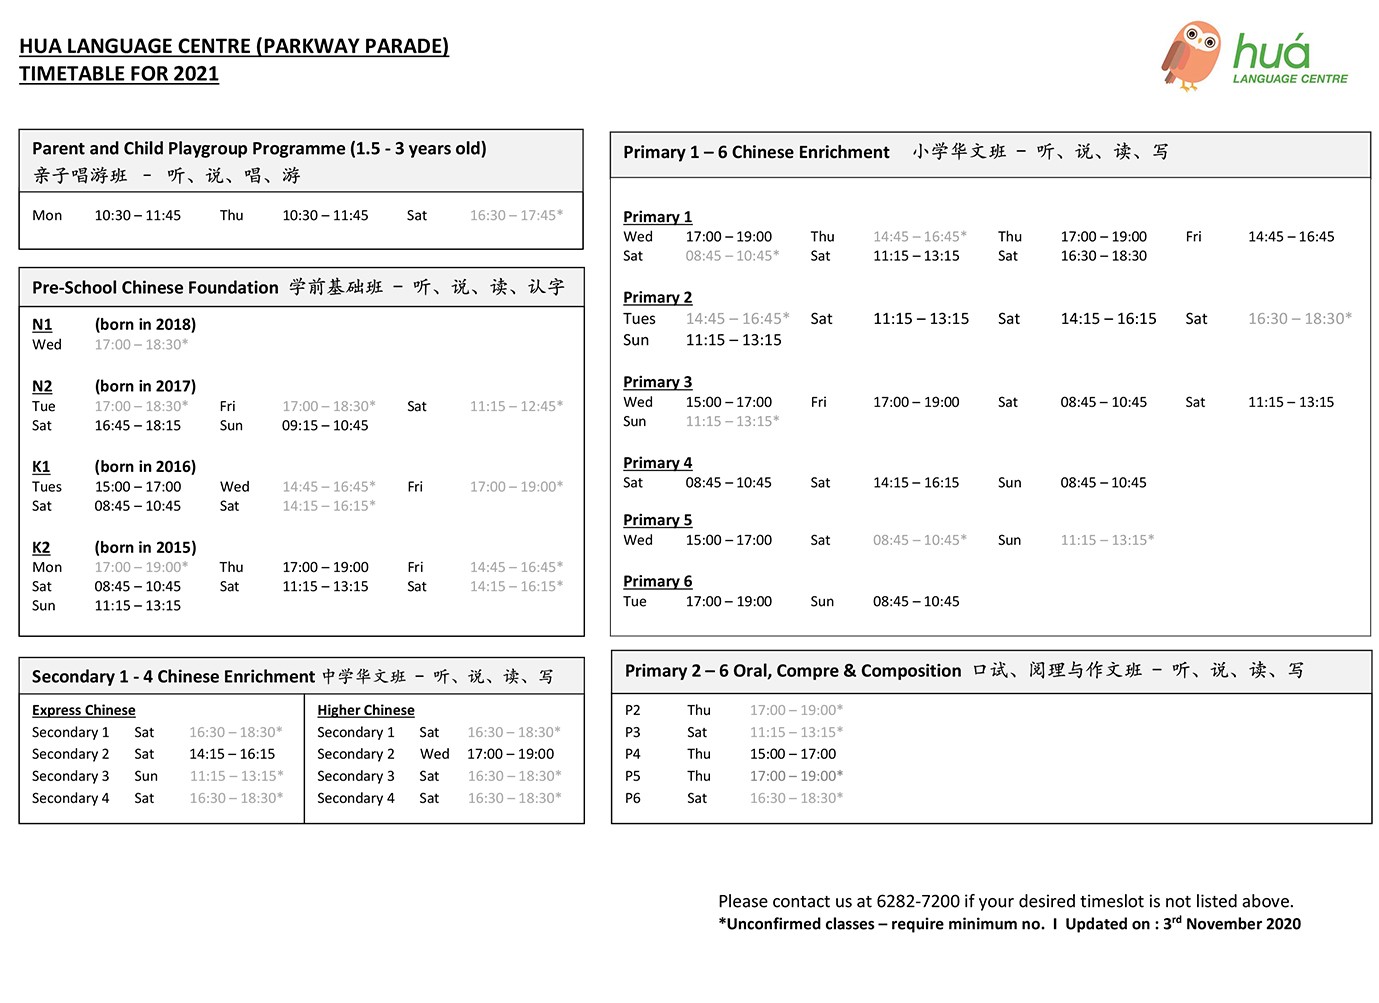 HUA LANGUAGE CENTRE (PARKWAY PARADE)
TIMETABLE FOR 2021
huá
LANGUAGE CENTRE
Parent and Child Playgroup Programme (1.5 - 3 years old)
亲子唱游班 - 听、说、唱、游
Mon 10:30 – 11:45 Thu 10:30 – 11:45 Sat 16:30 – 17:45*
Pre-School Chinese Foundation 学前基础班 - 听、说、读、认字
N1 (born in 2018)
Wed 17:00 – 18:30*
N2 (born in 2017)
Tue 17:00 – 18:30* Fri 17:00 – 18:30* Sat 11:15 – 12:45*
Sat 16:45 – 18:15 Sun 09:15 – 10:45
K1 (born in 2016)
Tues 15:00 – 17:00 Wed 14:45 – 16:45* Fri 17:00 – 19:00*
Sat 08:45 – 10:45 Sat 14:15 – 16:15*
K2 (born in 2015)
Mon 17:00 – 19:00* Thu 17:00 – 19:00 Fri 14:45 – 16:45*
Sat 08:45 – 10:45 Sat 11:15 – 13:15 Sat 14:15 – 16:15*
Sun 11:15 – 13:15
Secondary 1 - 4 Chinese Enrichment 中学华文班 - 听、说、读、写
Express Chinese
Secondary 1 Sat 16:30 – 18:30*
Secondary 2 Sat 14:15 – 16:15
Secondary 3 Sun 11:15 – 13:15*
Secondary 4 Sat 16:30 – 18:30*
Higher Chinese
Secondary 1 Sat 16:30 – 18:30*
Secondary 2 Wed 17:00 – 19:00
Secondary 3 Sat 16:30 – 18:30*
Secondary 4 Sat 16:30 – 18:30*
Primary 1 – 6 Chinese Enrichment 小学华文班 - 听、说、读、写
Primary 1
Wed 17:00 – 19:00 Thu 14:45 – 16:45* Thu 17:00 – 19:00 Fri 14:45 – 16:45
Sat 08:45 – 10:45* Sat 11:15 – 13:15 Sat 16:30 – 18:30
Primary 2
Tues 14:45 – 16:45* Sat 11:15 – 13:15 Sat 14:15 – 16:15 Sat 16:30 – 18:30*
Sun 11:15 – 13:15
Primary 3
Wed 15:00 – 17:00 Fri 17:00 – 19:00 Sat 08:45 – 10:45 Sat 11:15 – 13:15
Sun 11:15 – 13:15*
Primary 4
Sat 08:45 – 10:45 Sat 14:15 – 16:15 Sun 08:45 – 10:45
Primary 5
Wed 15:00 – 17:00 Sat 08:45 – 10:45* Sun 11:15 – 13:15*
Primary 6
Tue 17:00 – 19:00 Sun 08:45 – 10:45
Primary 2 – 6 Oral, Compre & Composition 口试、阅理与作文班 - 听、说、读、写
P2 Thu 17:00 – 19:00*
P3 Sat 11:15 – 13:15*
P4 Thu 15:00 – 17:00
P5 Thu 17:00 – 19:00*
P6 Sat 16:30 – 18:30*
Please contact us at 6282-7200 if your desired timeslot is not listed above.
*Unconfirmed classes – require minimum no. I Updated on : 3rd November 2020